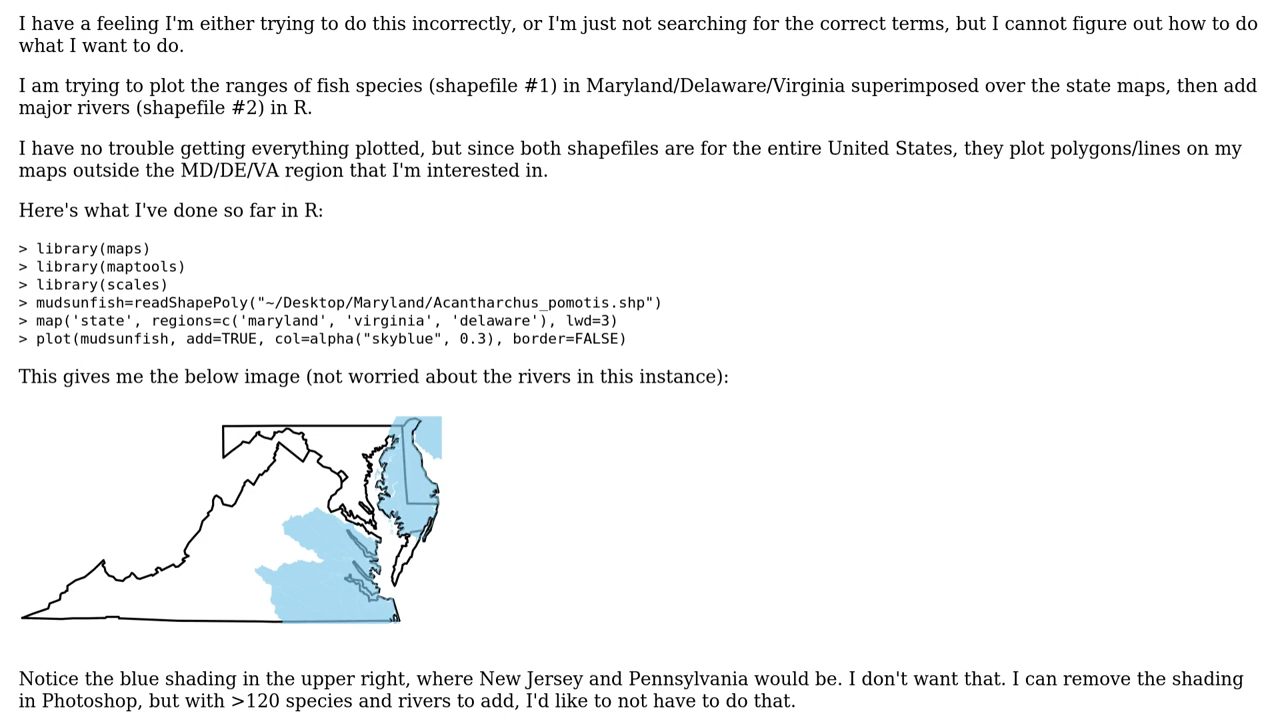 I have a feeling I'm either trying to do this incorrectly, or I'm just not searching for the correct terms, but I cannot figure out how to do
what I want to do.
I am trying to plot the ranges of fish species (shapefile #1) in Maryland/Delaware/Virginia superimposed over the state maps, then add
major rivers (shapefile #2) in R.
I have no trouble getting everything plotted, but since both shapefiles are for the entire United States, they plot polygons/lines on my
maps outside the MD/DE/VA region that I'm interested in.
Here's what I've done so far in R:
> library(maps)
> library(maptools)
> library(scales)
> mudsunfish=readShapePoly("~/Desktop/Maryland/Acantharchus_pomotis.shp")
> map('state', regions=c('maryland', 'virginia', 'delaware'), lwd=3)
> plot(mudsunfish, add=TRUE, col=alpha("skyblue", 0.3), border=FALSE)
This gives me the below image (not worried about the rivers in this instance):
Notice the blue shading in the upper right, where New Jersey and Pennsylvania would be. I don't want that. I can remove the shading
in Photoshop, but with >120 species and rivers to add, I'd like to not have to do that.